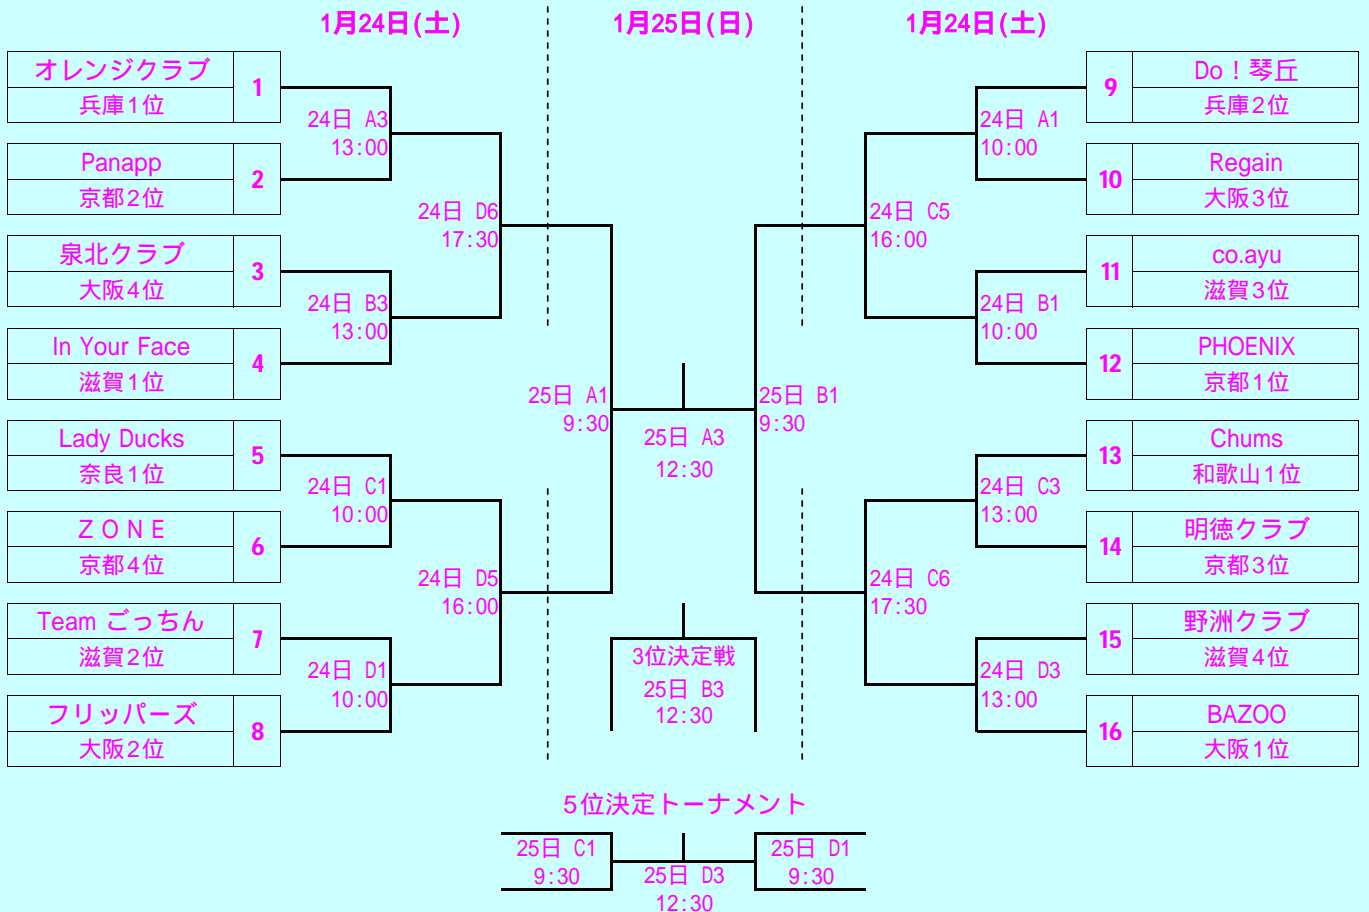 1月24日(土)
1月25日(日)
1月24日(土)
オレンジクラブ
兵庫1位
1
Panapp
京都2位
2
泉北クラブ
大阪4位
3
In Your Face
滋賀1位
4
Lady Ducks
奈良1位
5
ＺＯＮＥ
京都4位
6
Team ごっちん
滋賀2位
7
フリッパーズ
大阪2位
8
24日 A3
13:00
24日 B3
13:00
24日 C1
10:00
24日 D1
10:00
24日 D6
17:30
24日 D5
16:00
25日 A1
9:30
25日 A3
12:30
25日 B1
9:30
3位決定戦
25日 B3
12:30
24日 C5
16:00
24日 C6
17:30
24日 A1
10:00
24日 B1
10:00
24日 C3
13:00
24日 D3
13:00
9
Do！琴丘
兵庫2位
10
Regain
大阪3位
11
co.ayu
滋賀3位
12
PHOENIX
京都1位
13
Chums
和歌山1位
14
明徳クラブ
京都3位
15
野洲クラブ
滋賀4位
16
BAZOO
大阪1位
5位決定トーナメント
25日 C1
9:30
25日 D3
12:30
25日 D1
9:30